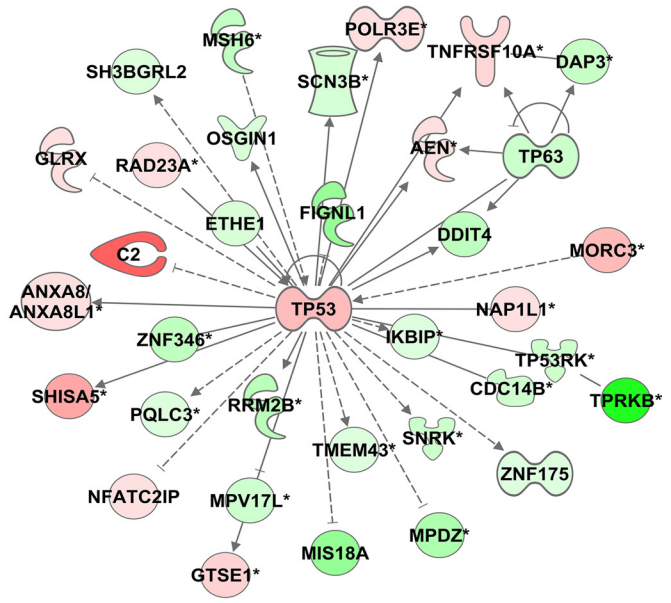 POLR3E*
MSH6*
TNFRSF10A*
DAP3*
SH3BGRL2
SCN3B*
OSGIN1
AEN*
GLRX
RAD23A*
TP63
FIGNL1
ETHE1
DDIT4
C2
MORC3*
ANXA8/
ANXA8L1*
TP53
NAP1L1*
ZNF346*
IKBIP*
TP53RK*
SHISA5*
PQLC3*
RRM2B*
CDC14B*
TPRKB*
SNRK*
TMEM43*
ZNF175
NFATC2IP
MPV17L*
MPDZ*
MIS18A
GTSE1*